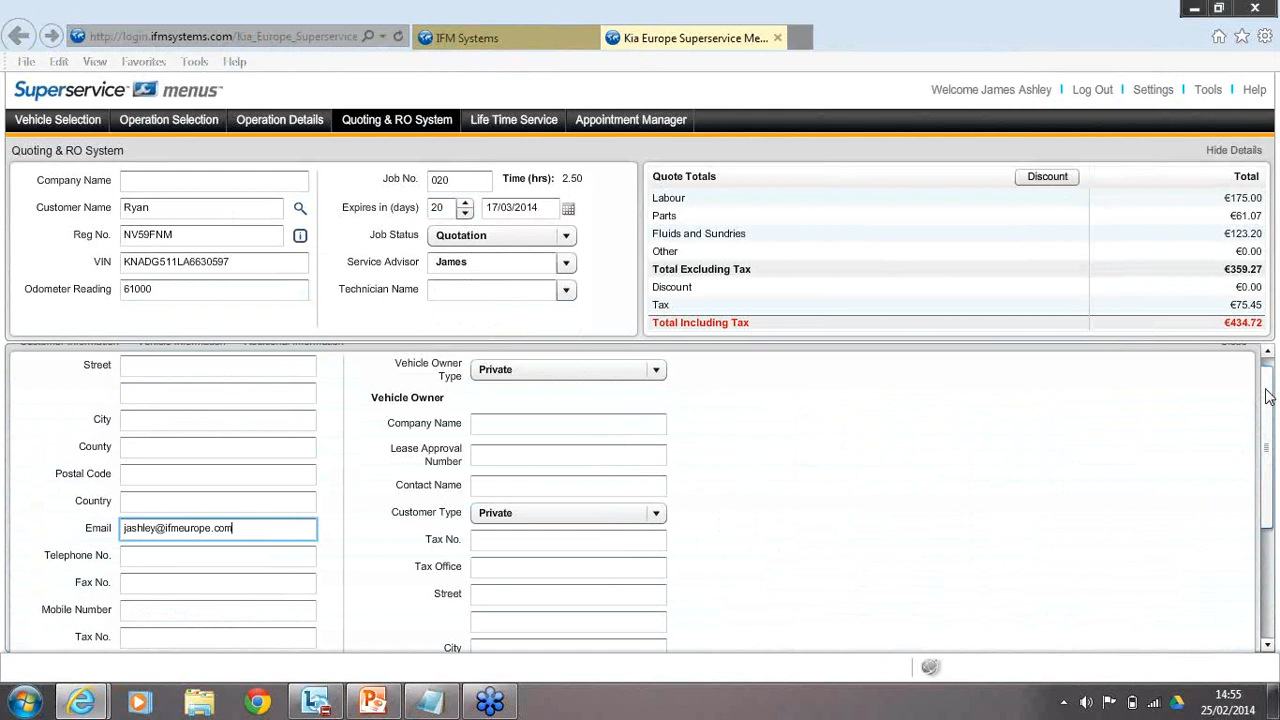 http://login.ifmsystems.com/Kia_Europe_Superservice
IFM Systems
Kia Europe Superservice Me...
File Edit View Favorites Tools Help
Superservice menus
Welcome James Ashley Log Out Settings Tools Help
Vehicle Selection Operation Selection Operation Details Quoting & RO System Life Time Service Appointment Manager
Quoting & RO System Hide Details
Company Name
Customer Name Ryan
Reg No. NV59FNM
VIN KNADG511LA6630597
Odometer Reading 61000
Job No. 020 Time (hrs): 2.50
Expires in (days) 20 17/03/2014
Job Status Quotation
Service Advisor James
Technician Name
Quote Totals Discount Total
Labour €175.00
Parts €61.07
Fluids and Sundries €123.20
Other €0.00
Total Excluding Tax €359.27
Discount €0.00
Tax €75.45
Total Including Tax €434.72
Street
City
County
Postal Code
Country
Email jashley@ifmeurope.com
Telephone No.
Fax No.
Mobile Number
Tax No.
Vehicle Owner
Type Private
Vehicle Owner
Company Name
Lease Approval
Number
Contact Name
Customer Type Private
Tax No.
Tax Office
Street
City
14:55
25/02/2014